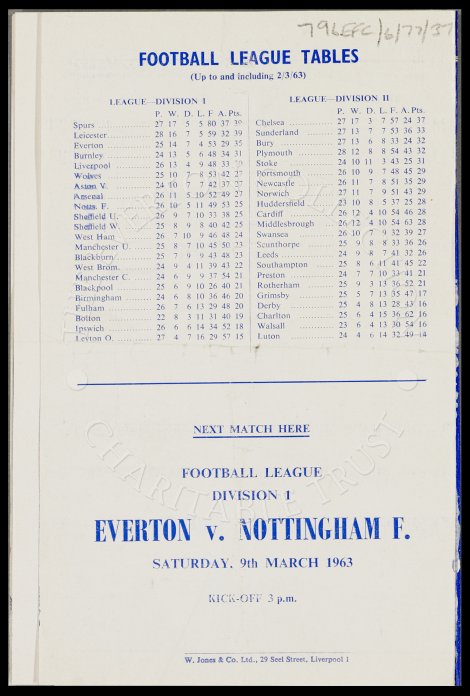 796EFC/6/77/37
FOOTBALL LEAGUE TABLES
(Up to and including 2/3/63)
LEAGUE—DIVISION I
P. W. D. L. F. A. Pts.
Spurs 27 17 5 5 80 37 39
Leicester 28 16 7 5 59 32 39
Everton 25 14 7 4 53 29 35
Burnley 24 13 5 6 48 34 31
Liverpool 26 13 4 9 48 33
Wolves 25 10 7 8 53 42 27
Aston V. 24 10 7 7 42 37 27
Arsenal 26 11 5 10 52 49 27
Notts F. 26 10 5 11 49 53 25
Sheffield U. 26 9 7 10 33 38 25
Sheffield W. 25 8 9 8 40 42 25
West Ham 26 7 10 9 46 48 24
Manchester U. 25 8 7 10 45 50 23
Blackburn 25 7 9 9 43 48 23
West Brom. 24 9 4 11 39 43 22
Manchester C. 24 6 9 9 37 54 21
Blackpool 25 6 9 10 26 40 21
Birmingham 24 6 8 10 36 46 20
Fulham 26 7 6 13 29 48 20
Bolton 22 8 3 11 31 40 19
Ipswich 26 6 6 14 34 52 18
Leyton O. 27 4 7 16 29 57 15
LEAGUE—DIVISION II
P. W. D. L. F. A. Pts.
Chelsea 27 17 3 7 57 24 37
Sunderland 27 13 7 7 53 36 33
Bury 27 13 6 8 33 24 32
Plymouth 28 12 8 8 54 43 32
Stoke 24 10 11 3 43 25 31
Portsmouth 26 10 9 7 48 45 29
Newcastle 26 11 7 8 51 35 29
Norwich 27 11 7 9 51 43 29
Huddersfield 23 10 8 5 37 25 28
Cardiff 26 12 4 10 54 46 28
Middlesbrough 26 12 4 10 54 63 28
Swansea 26 10 7 9 32 39 27
Scunthorpe 25 9 8 8 33 36 26
Leeds 24 9 8 7 41 32 26
Southampton 25 8 6 11 41 45 22
Preston 24 7 7 10 33 41 21
Rotherham 25 9 3 13 36 52 21
Grimsby 25 5 7 13 35 47 17
Derby 25 4 8 13 28 43 16
Charlton 25 6 4 15 36 62 16
Walsall 23 6 4 13 30 54 16
Luton 24 4 6 14 32 49 14
NEXT MATCH HERE
FOOTBALL LEAGUE
DIVISION 1
EVERTON v. NOTTINGHAM F.
SATURDAY, 9th MARCH 1963
KICK-OFF 3 p.m.
CHARITABLE TRUST
W. Jones & Co. Ltd., 29 Seel Street, Liverpool 1